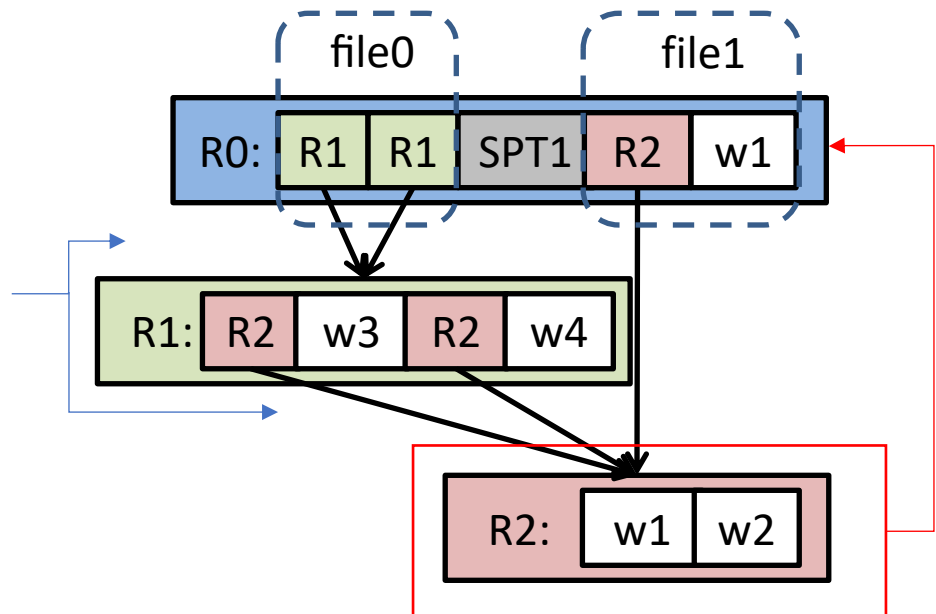 file0 file1
R0: R1 R1 SPT1 R2 w1
R1: R2 w3 R2 w4
R2: w1 w2